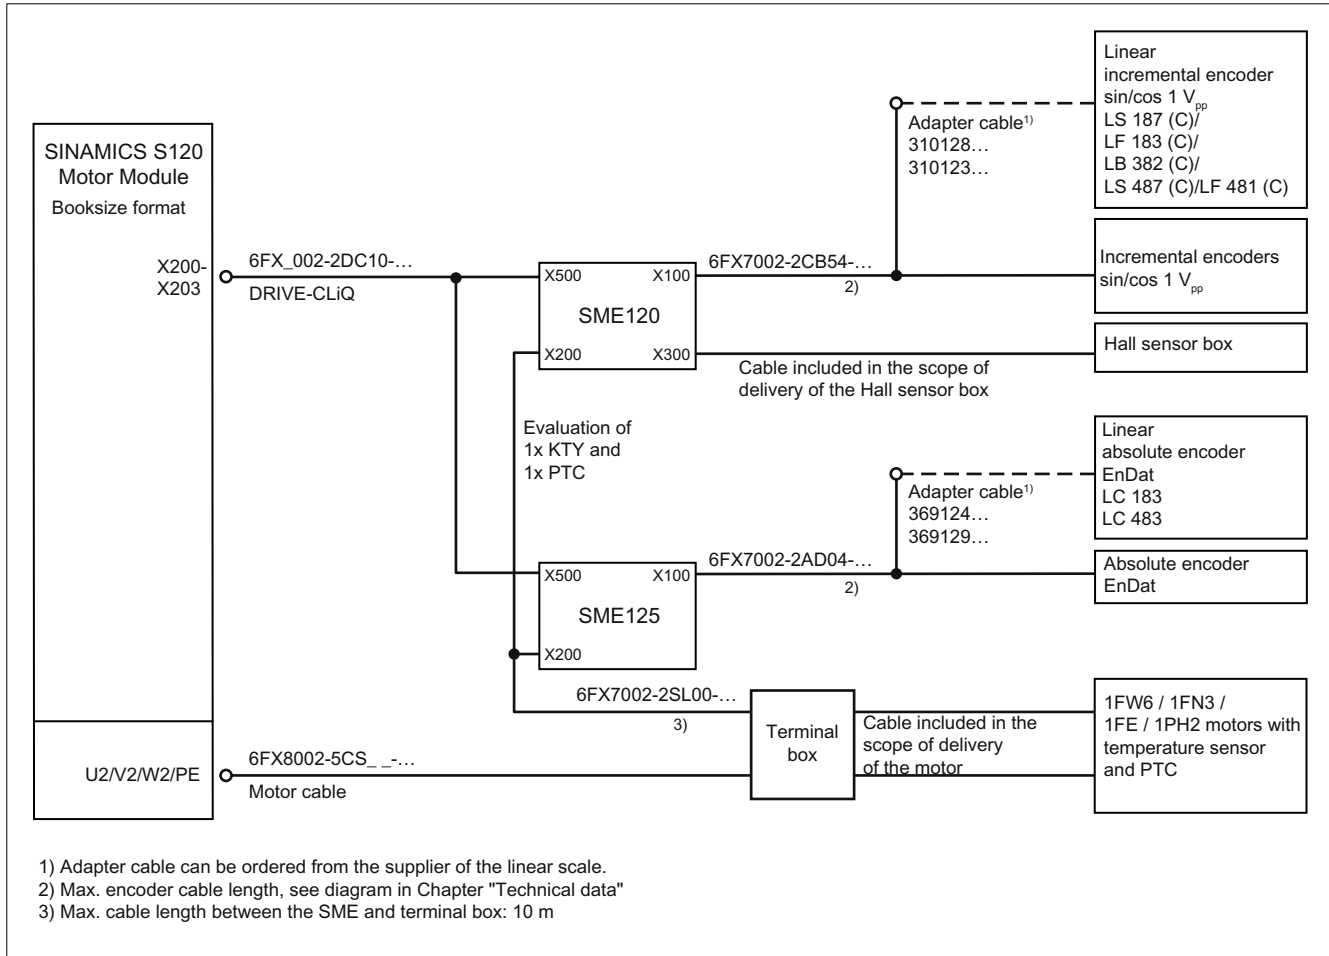 SINAMICS S120
Motor Module
Booksize format
X200-
X203
6FX_002-2DC10-…
DRIVE-CLiQ
X500
X100
SME120
X200
X300
6FX7002-2CB54-…
2)
Adapter cable1)
310128…
310123…
Linear
incremental encoder
sin/cos 1 Vpp
LS 187 (C)/
LF 183 (C)/
LB 382 (C)/
LS 487 (C)/LF 481 (C)
Incremental encoders
sin/cos 1 Vpp
Hall sensor box
Cable included in the scope of
delivery of the Hall sensor box
Evaluation of
1x KTY and
1x PTC
X500
X100
SME125
X200
6FX7002-2AD04-…
2)
Adapter cable1)
369124…
369129…
Linear
absolute encoder
EnDat
LC 183
LC 483
Absolute encoder
EnDat
6FX7002-2SL00-…
3)
Terminal
box
Cable included in the
scope of delivery
of the motor
1FW6 / 1FN3 /
1FE / 1PH2 motors with
temperature sensor
and PTC
U2/V2/W2/PE
6FX8002-5CS_ _-…
Motor cable
1) Adapter cable can be ordered from the supplier of the linear scale.
2) Max. encoder cable length, see diagram in Chapter "Technical data"
3) Max. cable length between the SME and terminal box: 10 m